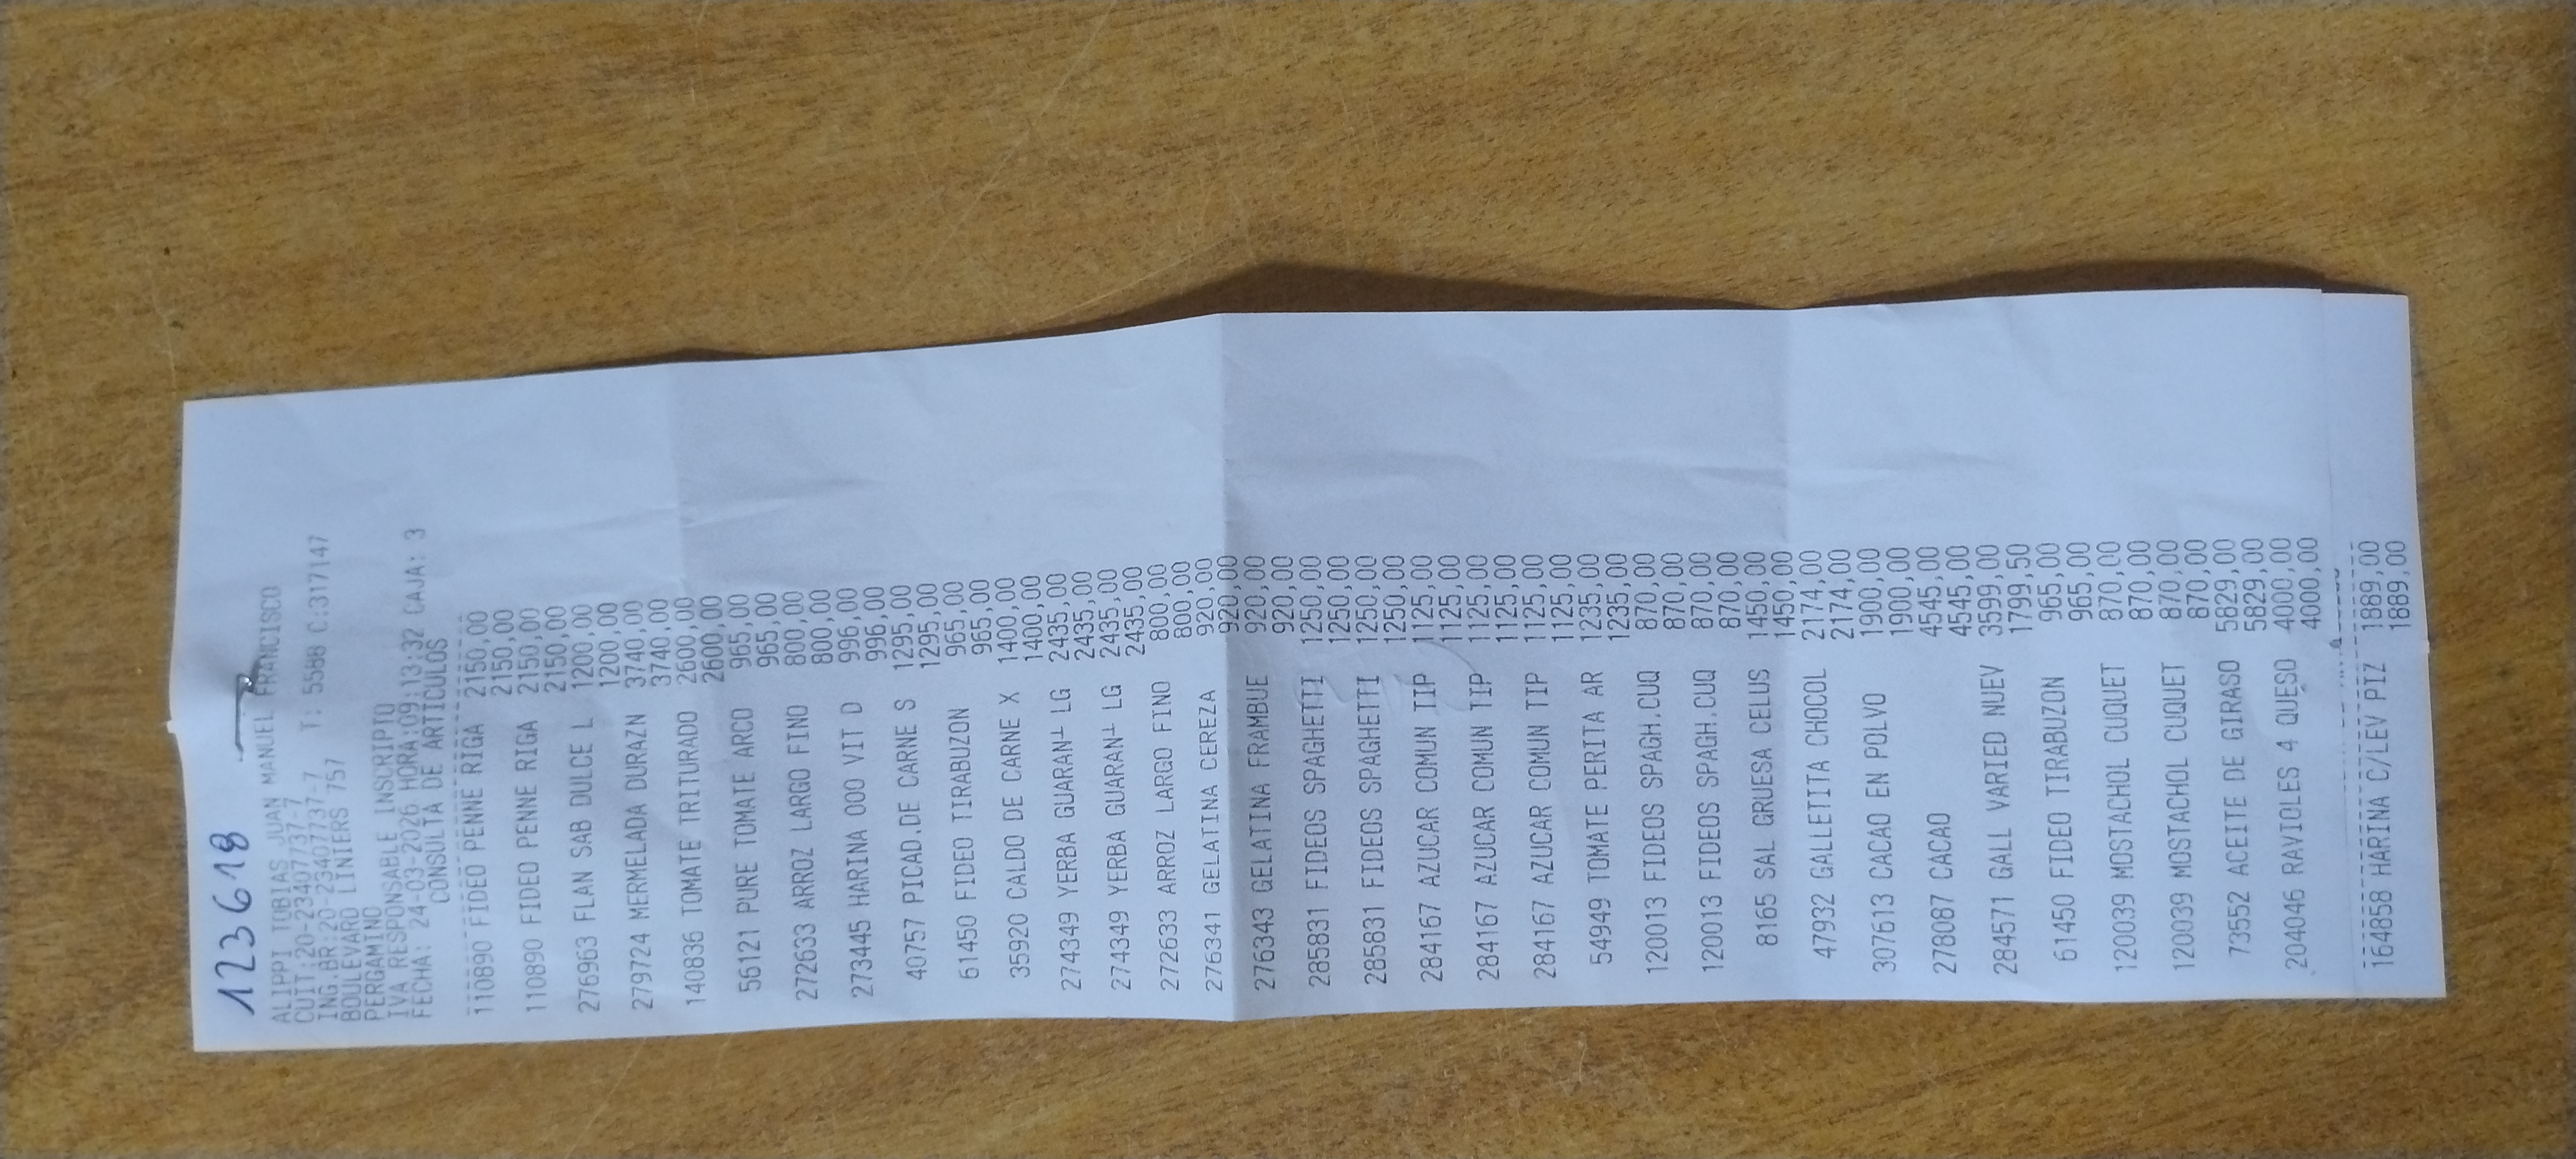 123618
ALIPPI TOBIAS JUAN MANUEL FRANCISCO
CUIT:20-23407737-7
ING.BR:20-23407737-7 T: 5588 C:317147
BOULEVARD LINIERS 757
PERGAMINO
IVA RESPONSABLE INSCRIPTO
FECHA: 24-03-2026 HORA:09:13:32 CAJA: 3
CONSULTA DE ARTICULOS
110890 FIDEO PENNE RIGA 2150,00
2150,00
110890 FIDEO PENNE RIGA 2150,00
2150,00
276963 FLAN SAB DULCE L 1200,00
1200,00
279724 MERMELADA DURAZN 3740,00
3740,00
140836 TOMATE TRITURADO 2600,00
2600,00
56121 PURE TOMATE ARCO 965,00
965,00
272633 ARROZ LARGO FINO 800,00
800,00
273445 HARINA 000 VIT D 996,00
996,00
40757 PICAD.DE CARNE S 1295,00
1295,00
61450 FIDEO TIRABUZON 965,00
965,00
35920 CALDO DE CARNE X 1400,00
1400,00
274349 YERBA GUARAN┴ LG 2435,00
2435,00
274349 YERBA GUARAN┴ LG 2435,00
2435,00
272633 ARROZ LARGO FINO 800,00
800,00
276341 GELATINA CEREZA 920,00
920,00
276343 GELATINA FRAMBUE 920,00
920,00
285831 FIDEOS SPAGHETTI 1250,00
1250,00
285831 FIDEOS SPAGHETTI 1250,00
1250,00
284167 AZUCAR COMUN TIP 1125,00
1125,00
284167 AZUCAR COMUN TIP 1125,00
1125,00
284167 AZUCAR COMUN TIP 1125,00
1125,00
54949 TOMATE PERITA AR 1235,00
1235,00
120013 FIDEOS SPAGH.CUQ 870,00
870,00
120013 FIDEOS SPAGH.CUQ 870,00
870,00
8165 SAL GRUESA CELUS 1450,00
1450,00
47932 GALLETITA CHOCOL 2174,00
2174,00
307613 CACAO EN POLVO 1900,00
1900,00
278087 CACAO 4545,00
4545,00
284571 GALL VARIED NUEV 3599,00
1799,50
61450 FIDEO TIRABUZON 965,00
965,00
120039 MOSTACHOL CUQUET 870,00
870,00
120039 MOSTACHOL CUQUET 870,00
870,00
73552 ACEITE DE GIRASO 5829,00
5829,00
204046 RAVIOLES 4 QUESO 4000,00
4000,00
164858 HARINA C/LEV PIZ 1889,00
1889,00